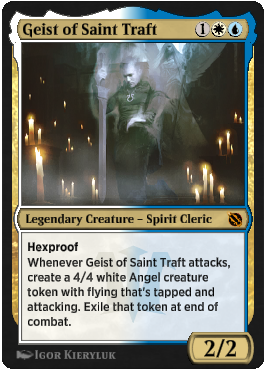 Geist of Saint Traft 1
Legendary Creature – Spirit Cleric
Hexproof
Whenever Geist of Saint Traft attacks,
create a 4/4 white Angel creature
token with flying that's tapped and
attacking. Exile that token at end of
combat.
2/2
Igor Kieryluk